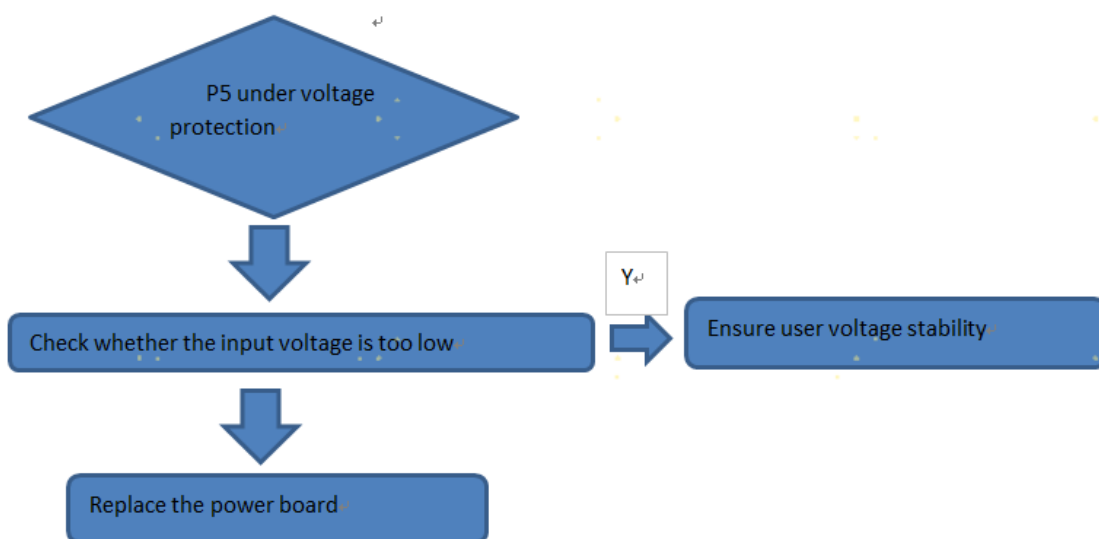 P5 under voltage
protection
Y
Check whether the input voltage is too low
Ensure user voltage stability
Replace the power board